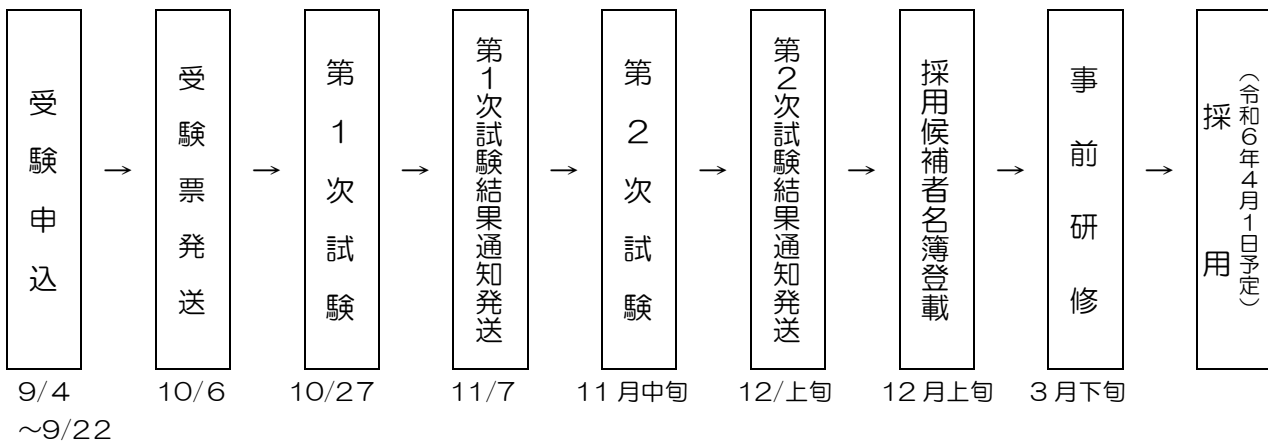 受験申込
→
受験票発送
→
第1次試験
→
第1次試験結果通知発送
→
第2次試験
→
第2次試験結果通知発送
→
採用候補者名簿登載
→
事前研修
→
採用
（令和6年4月1日予定）
9/4
～9/22
10/6
10/27
11/7
11月中旬
12/上旬
12月上旬
3月下旬